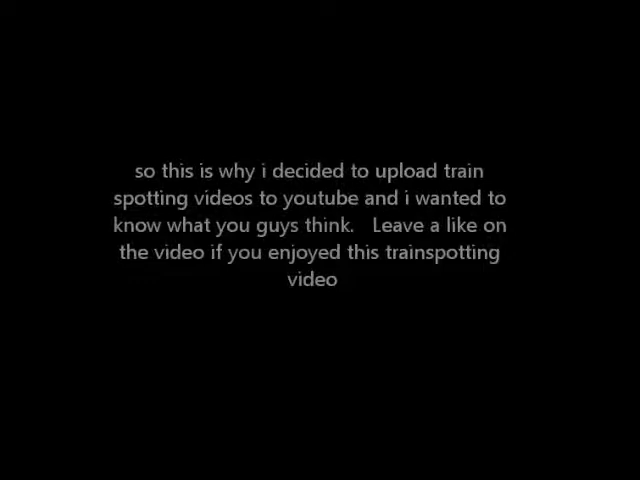 so this is why i decided to upload train
spotting videos to youtube and i wanted to
know what you guys think.   Leave a like on
the video if you enjoyed this trainspotting
video